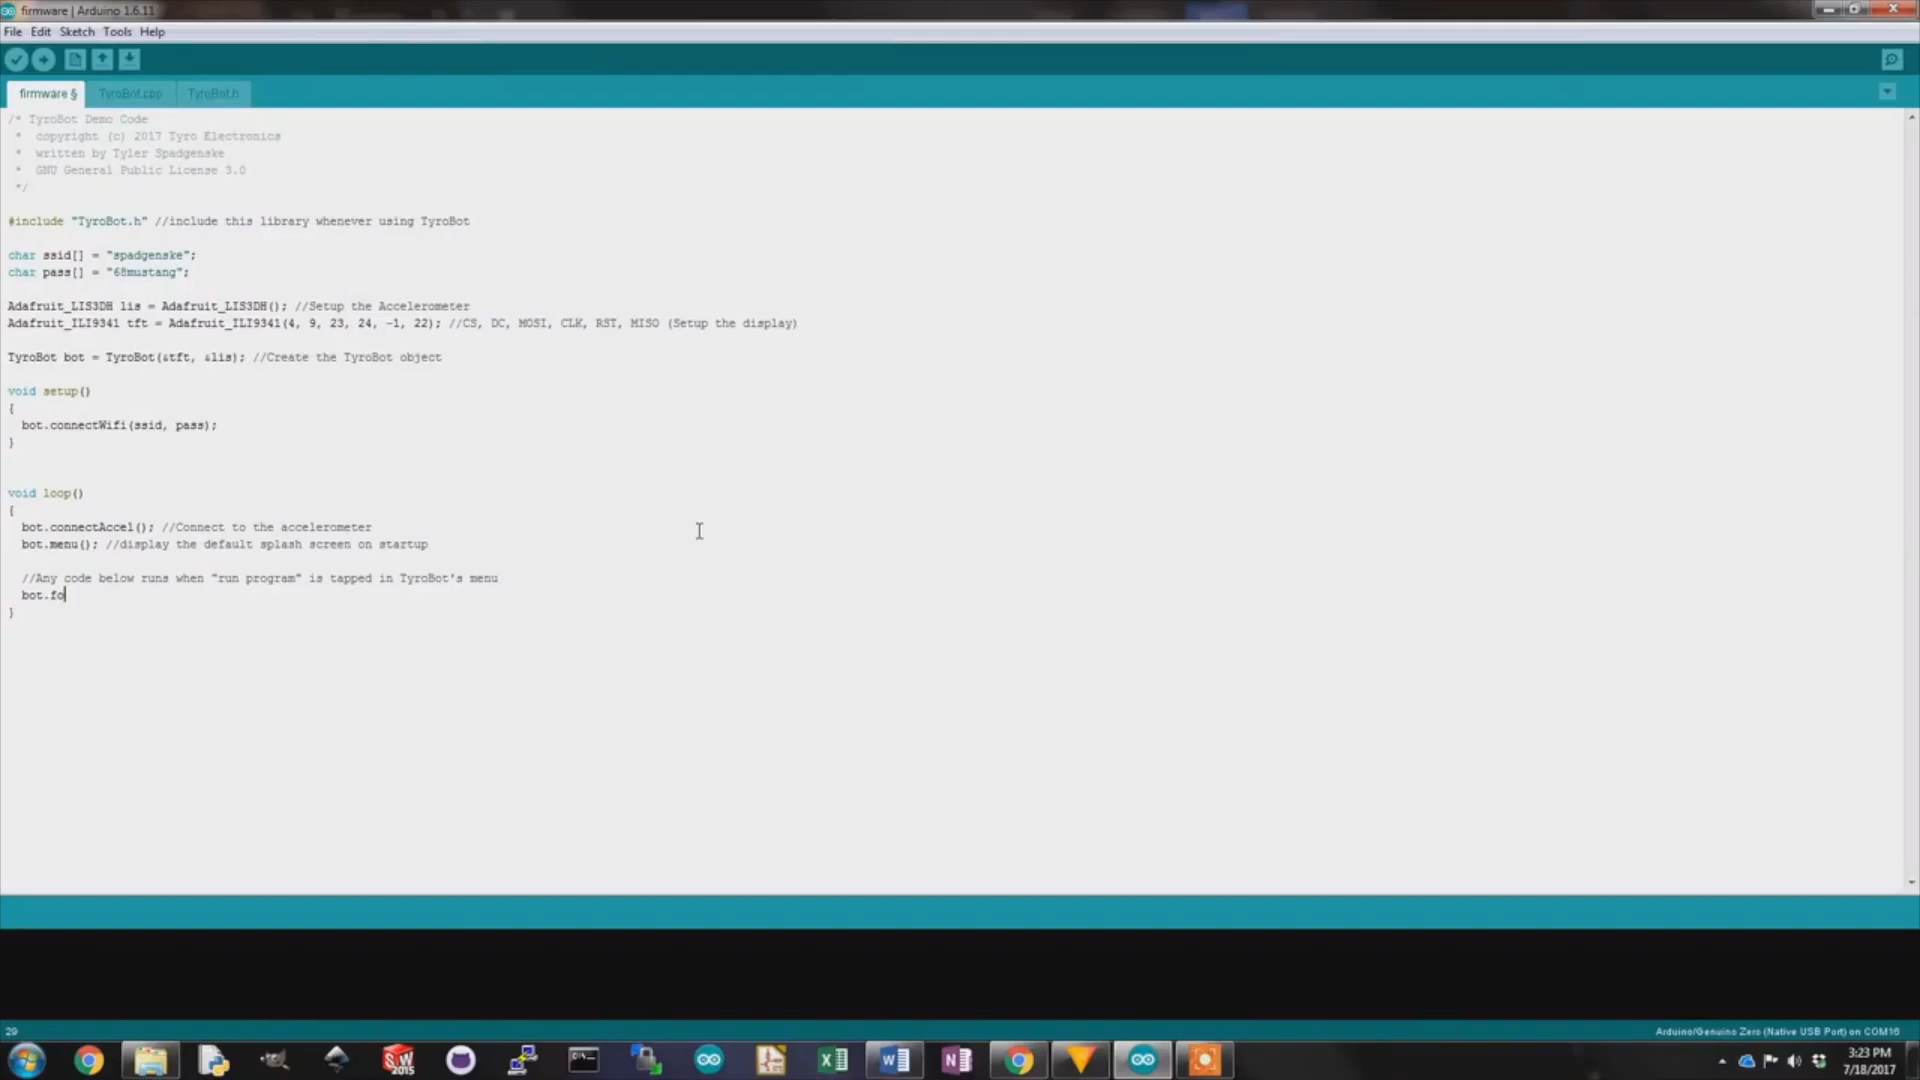 firmware | Arduino 1.6.11
File Edit Sketch Tools Help
firmware § TyroBot.cpp TyroBot.h
/* TyroBot Demo Code
 *  copyright (c) 2017 Tyro Electronics
 *  written by Tyler Spadgenske
 *  GNU General Public License 3.0
 */
#include "TyroBot.h" //include this library whenever using TyroBot
char ssid[] = "spadgenske";
char pass[] = "68mustang";
Adafruit_LIS3DH lis = Adafruit_LIS3DH(); //Setup the Accelerometer
Adafruit_ILI9341 tft = Adafruit_ILI9341(4, 9, 23, 24, -1, 22); //CS, DC, MOSI, CLK, RST, MISO (Setup the display)
TyroBot bot = TyroBot(&tft, &lis); //Create the TyroBot object
void setup()
{
  bot.connectWifi(ssid, pass);
}
void loop()
{
  bot.connectAccel(); //Connect to the accelerometer
  bot.menu(); //display the default splash screen on startup
  //Any code below runs when "run program" is tapped in TyroBot's menu
  bot.fo
}
29
Arduino/Genuino Zero (Native USB Port) on COM16
SW
2015
3:23 PM
7/18/2017